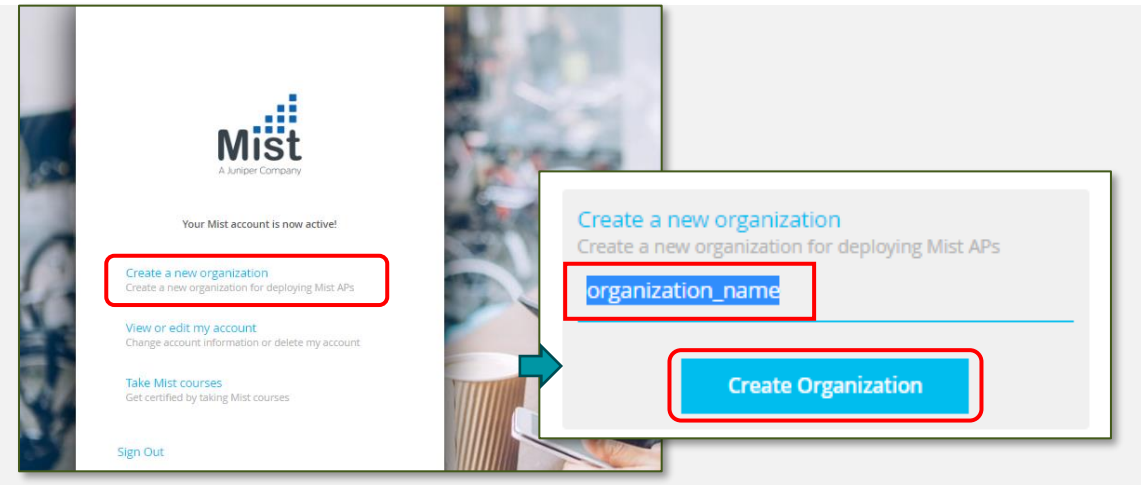 Mist
A Juniper Company
Your Mist account is now active!
Create a new organization
Create a new organization for deploying Mist APs
View or edit my account
Change account information or delete my account
Take Mist courses
Get certified by taking Mist courses
Sign Out
Create a new organization
Create a new organization for deploying Mist APs
organization_name
Create Organization